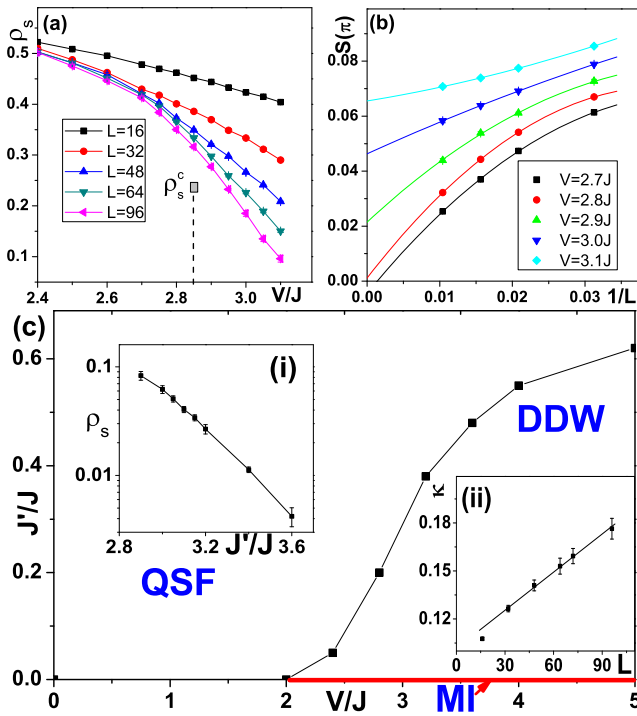 (a)
ρs
0.5
0.4
0.3
0.2
0.1
L=16
L=32
L=48
L=64
L=96
ρsc
2.4 2.6 2.8 3.0 V/J
(b)
S(π)
0.08
0.06
0.04
0.02
0.00
V=2.7J
V=2.8J
V=2.9J
V=3.0J
V=3.1J
0.00 0.01 0.02 0.03 1/L
(c)
J'/J
0.6
0.4
0.2
0.0
(i)
0.1
ρs
0.01
2.8 3.2 J'/J 3.6
DDW
QSF
(ii)
κ
0.18
0.15
0.12
0 30 60 90 L
0 1 2 V/J 3 4 5
MI